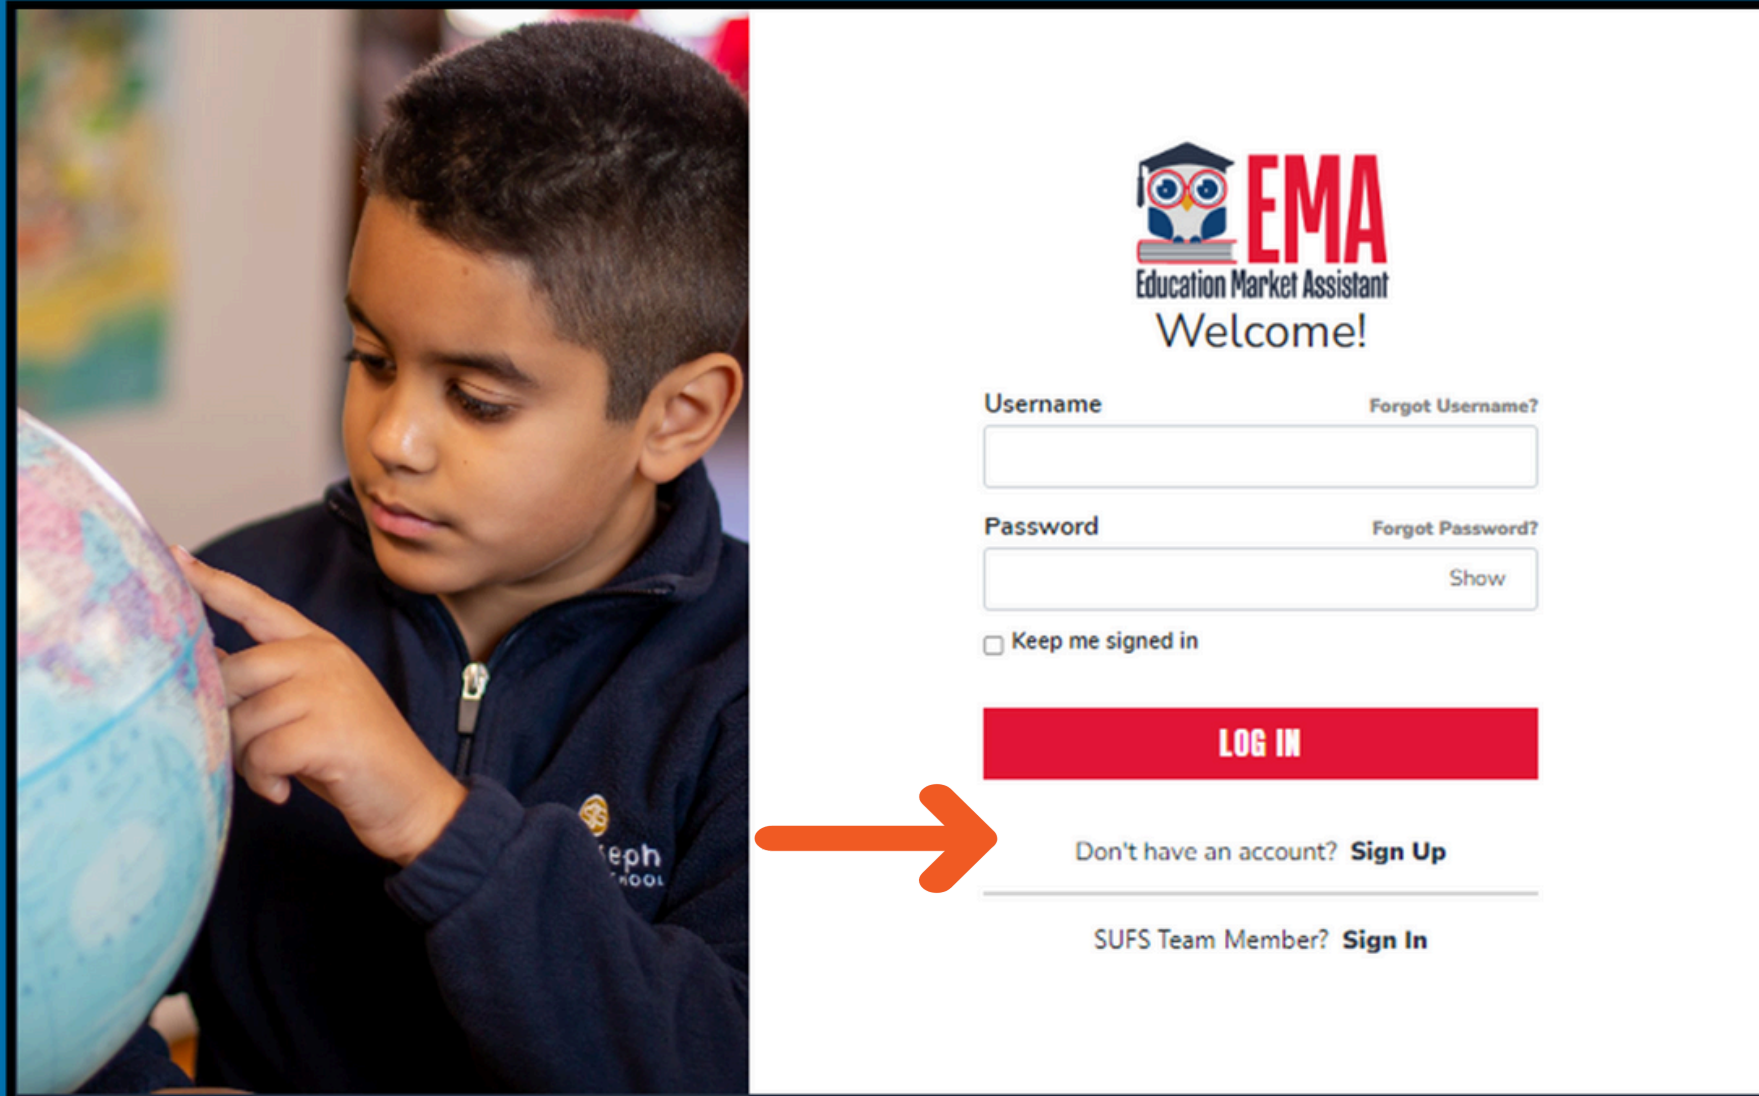 eph
EMA
Education Market Assistant
Welcome!
Username Forgot Username?
Password Forgot Password?
Show
Keep me signed in
LOG IN
Don't have an account? Sign Up
SUFS Team Member? Sign In